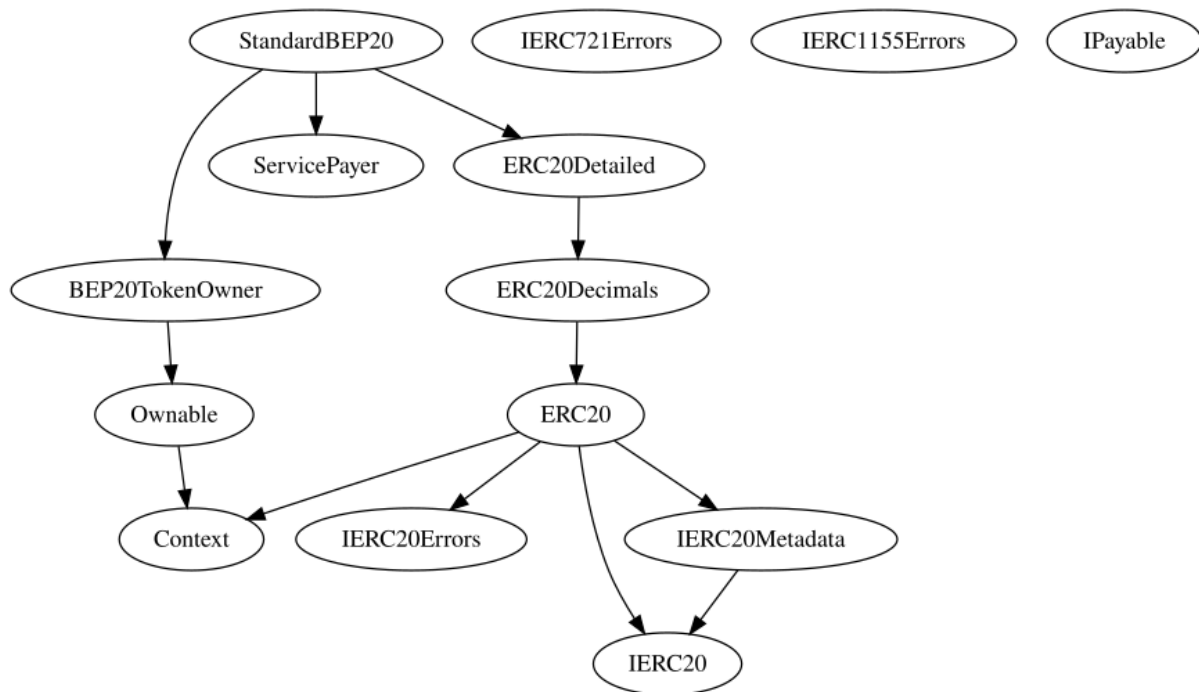 StandardBEP20
IERC721Errors
IERC1155Errors
IPayable
ServicePayer
ERC20Detailed
BEP20TokenOwner
ERC20Decimals
Ownable
ERC20
Context
IERC20Errors
IERC20Metadata
IERC20